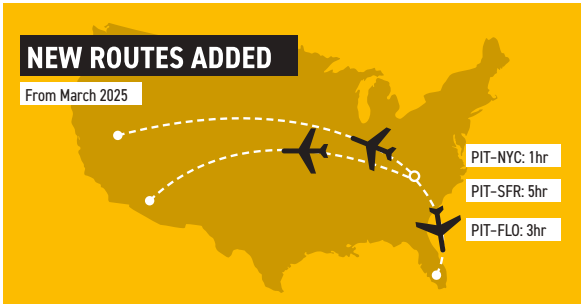 NEW ROUTES ADDED
From March 2025
PIT–NYC: 1hr
PIT–SFR: 5hr
PIT–FLO: 3hr